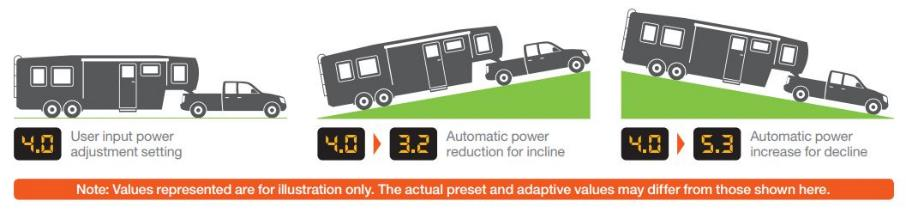 4.0
User input power
adjustment setting
4.0
3.2
Automatic power
reduction for incline
4.0
5.3
Automatic power
increase for decline
Note: Values represented are for illustration only. The actual preset and adaptive values may differ from those shown here.